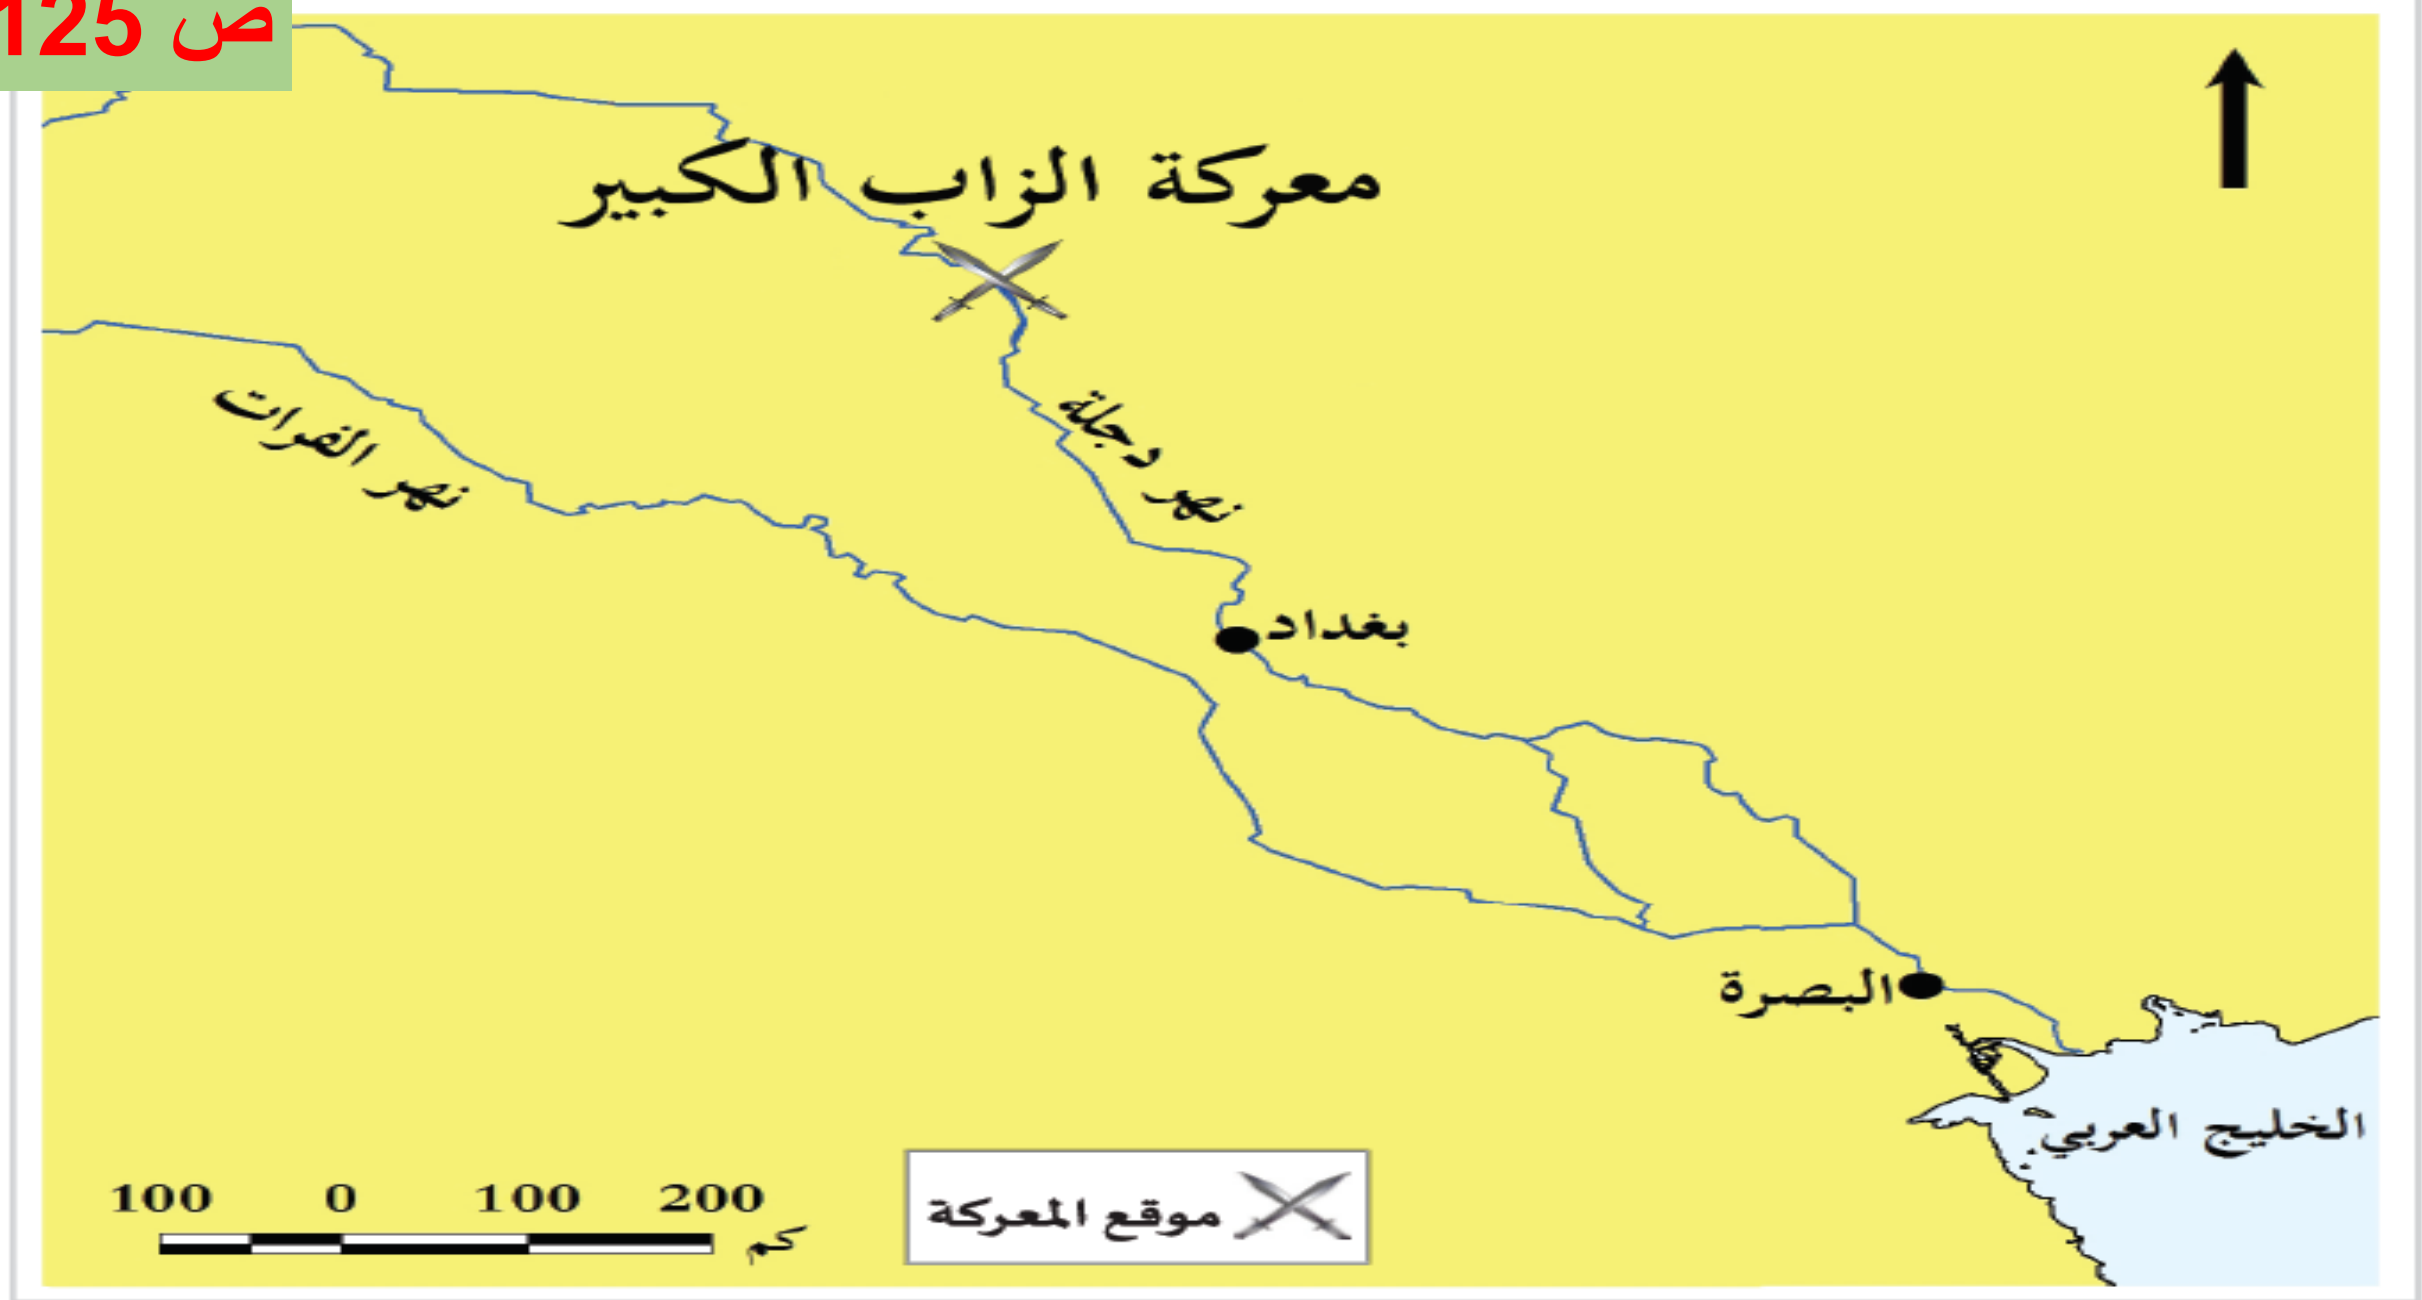 ص 125
معركة الزاب الكبير
نهر الفرات
نهر دجلة
بغداد
البصرة
الخليج العربي
100 0 100 200
كم
موقع المعركة